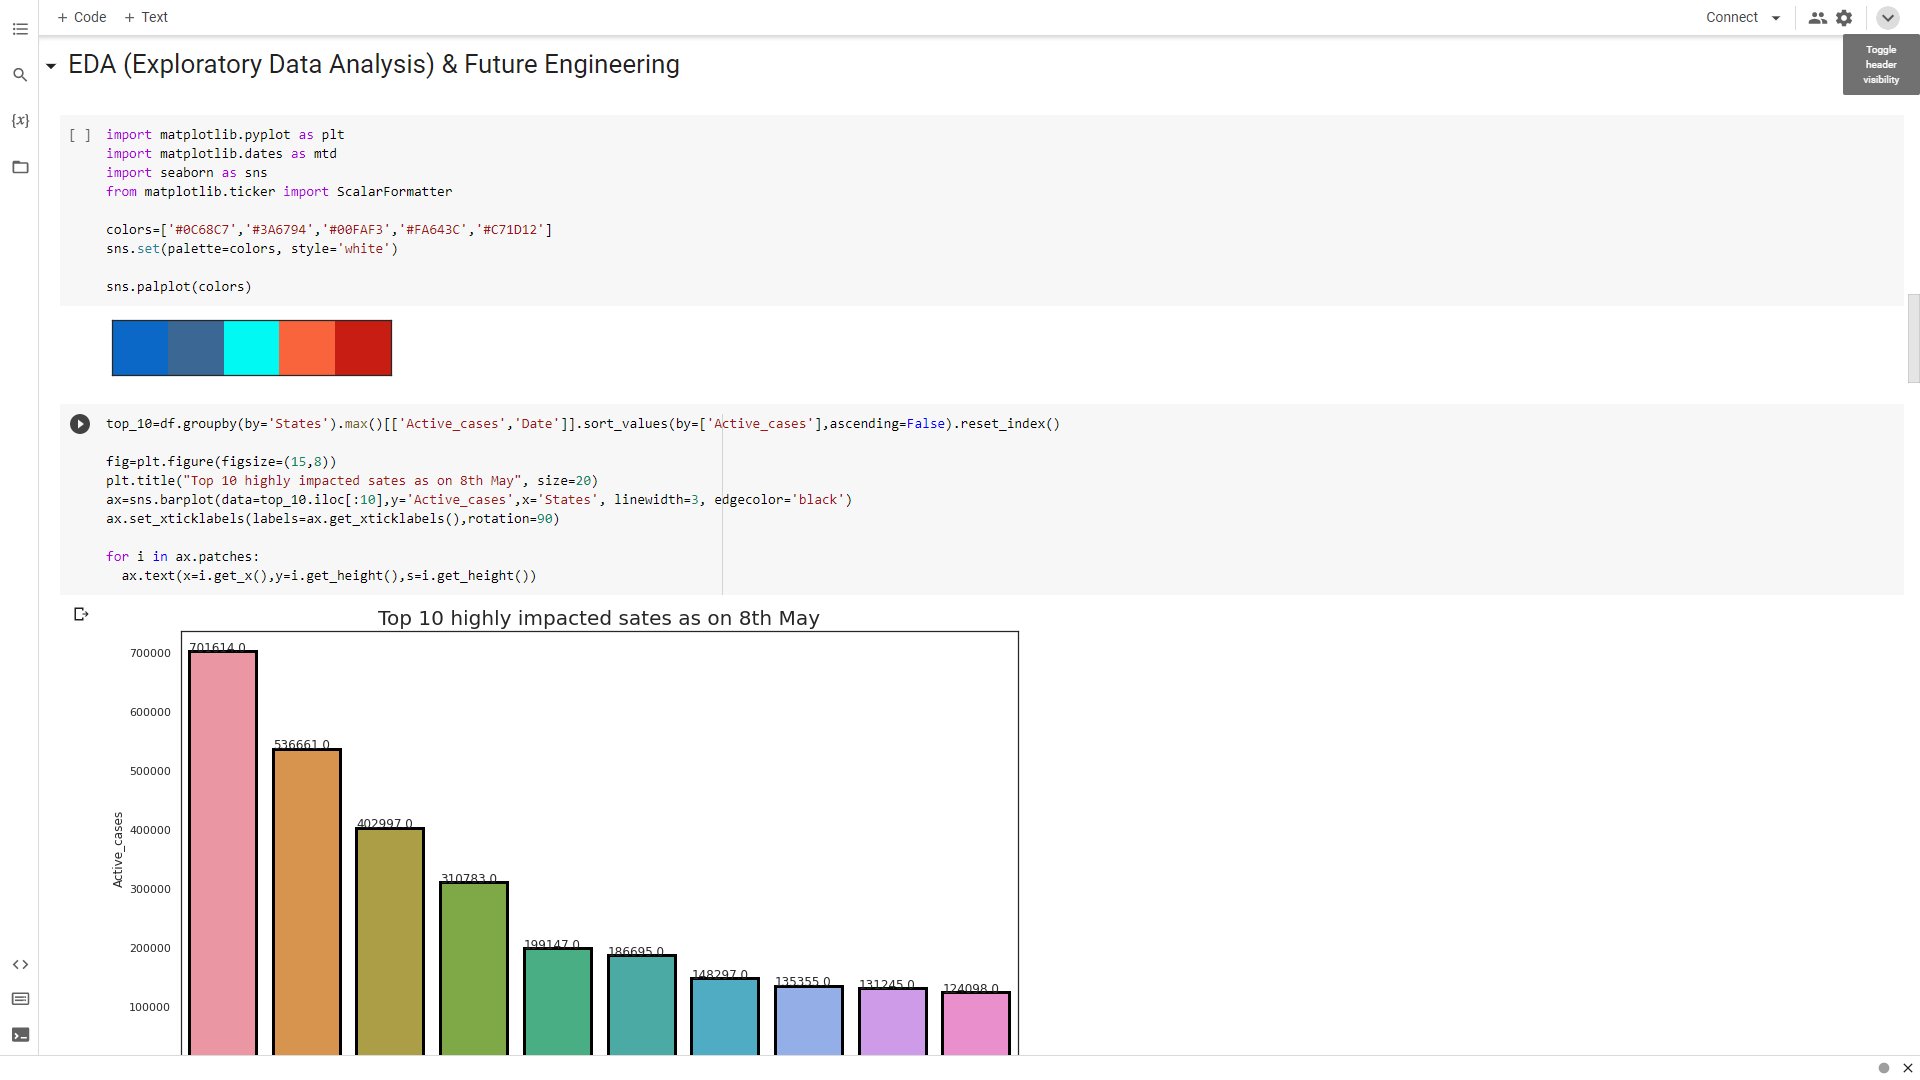 + Code + Text
Connect
Toggle
header
visibility
EDA (Exploratory Data Analysis) & Future Engineering
{x}
[ ]
import matplotlib.pyplot as plt
import matplotlib.dates as mtd
import seaborn as sns
from matplotlib.ticker import ScalarFormatter
colors=['#0C68C7','#3A6794','#00FAF3','#FA643C','#C71D12']
sns.set(palette=colors, style='white')
sns.palplot(colors)
top_10=df.groupby(by='States').max()[['Active_cases','Date']].sort_values(by=['Active_cases'],ascending=False).reset_index()
fig=plt.figure(figsize=(15,8))
plt.title("Top 10 highly impacted sates as on 8th May", size=20)
ax=sns.barplot(data=top_10.iloc[:10],y='Active_cases',x='States', linewidth=3, edgecolor='black')
ax.set_xticklabels(labels=ax.get_xticklabels(),rotation=90)
for i in ax.patches:
  ax.text(x=i.get_x(),y=i.get_height(),s=i.get_height())
Top 10 highly impacted sates as on 8th May
701614.0
700000
600000
536661.0
500000
402997.0
400000
Active_cases
310783.0
300000
199147.0
200000
186695.0
148297.0
135355.0
131245.0
124098.0
100000